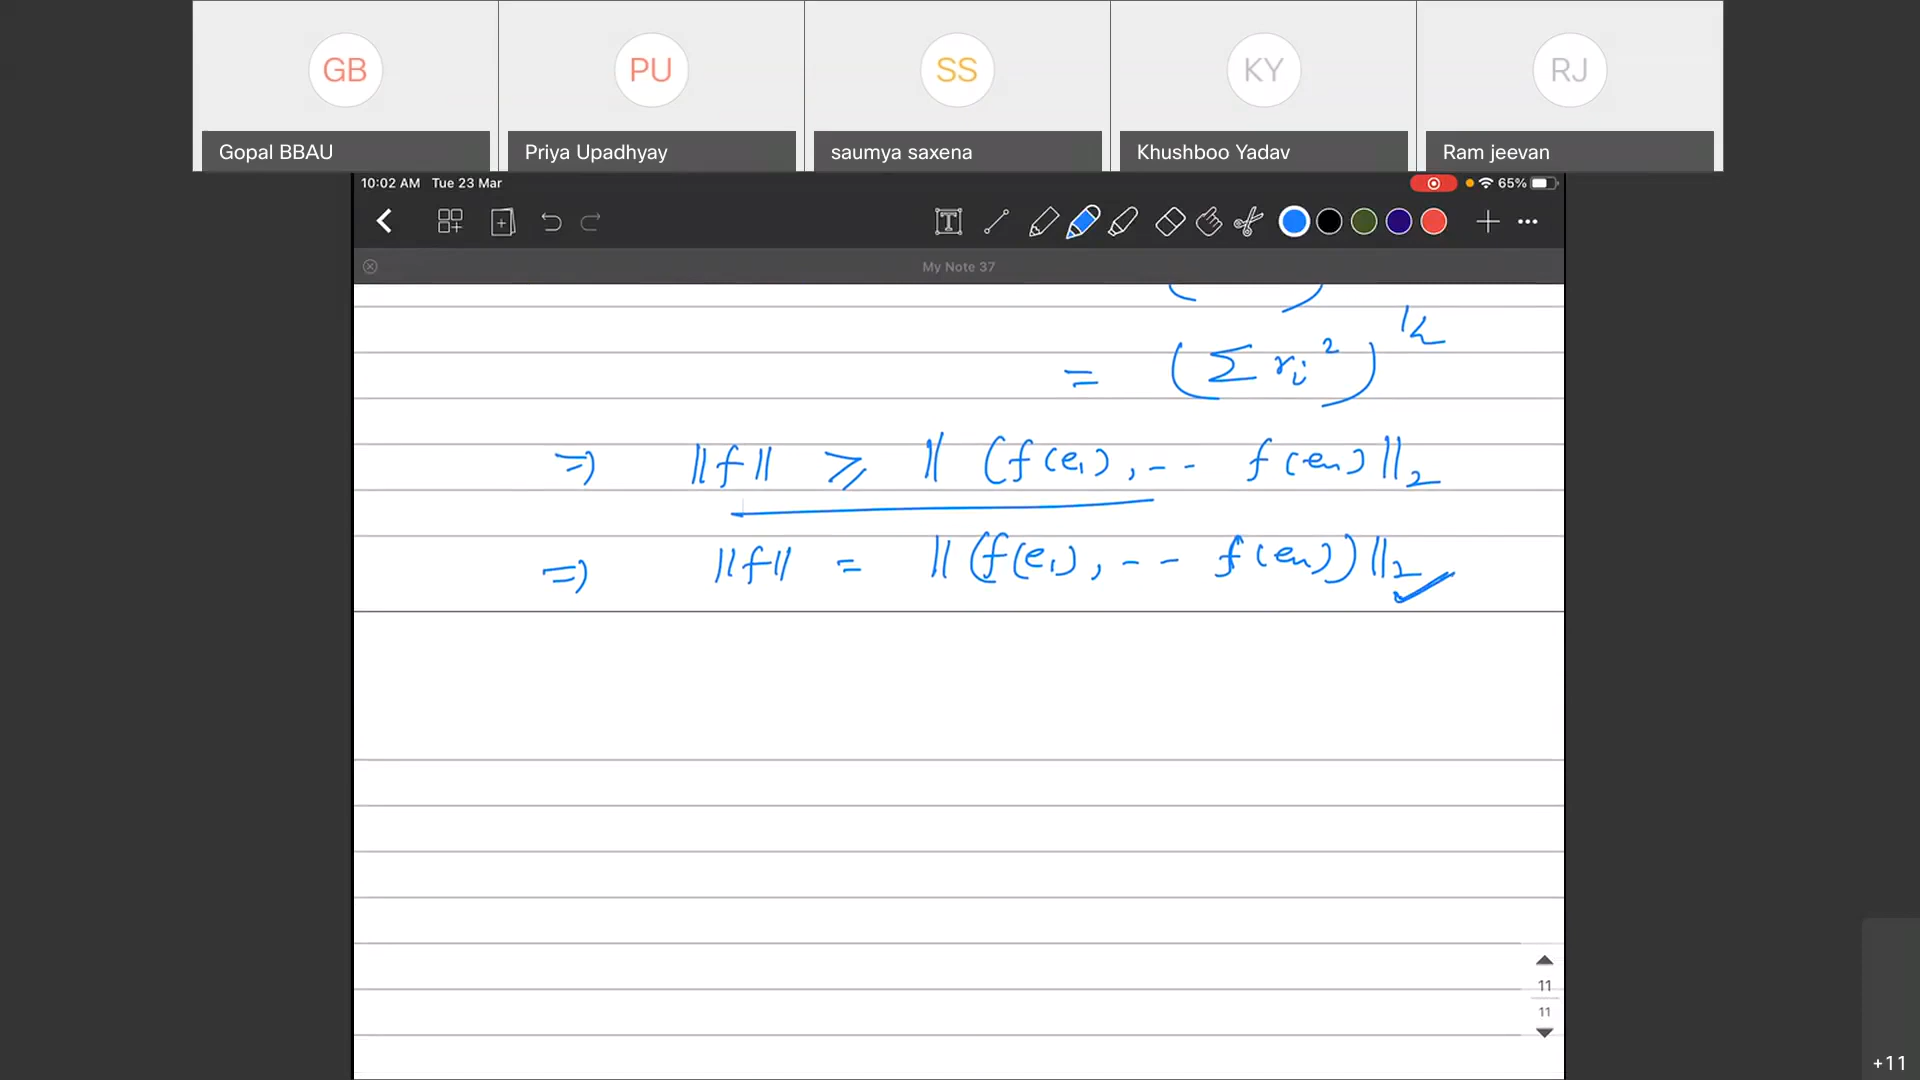 GB PU SS KY RJ
Gopal BBAU Priya Upadhyay saumya saxena Khushboo Yadav Ram jeevan
10:02 AM Tue 23 Mar 65%
T
My Note 37
= (Σ rᵢ²)^1/2
⇒ ||f|| ≥ || (f(e₁), -- f(eₙ) ||₂
⇒ ||f|| = || (f(e₁), -- f(eₙ)) ||₂ ✓
11
11
+11